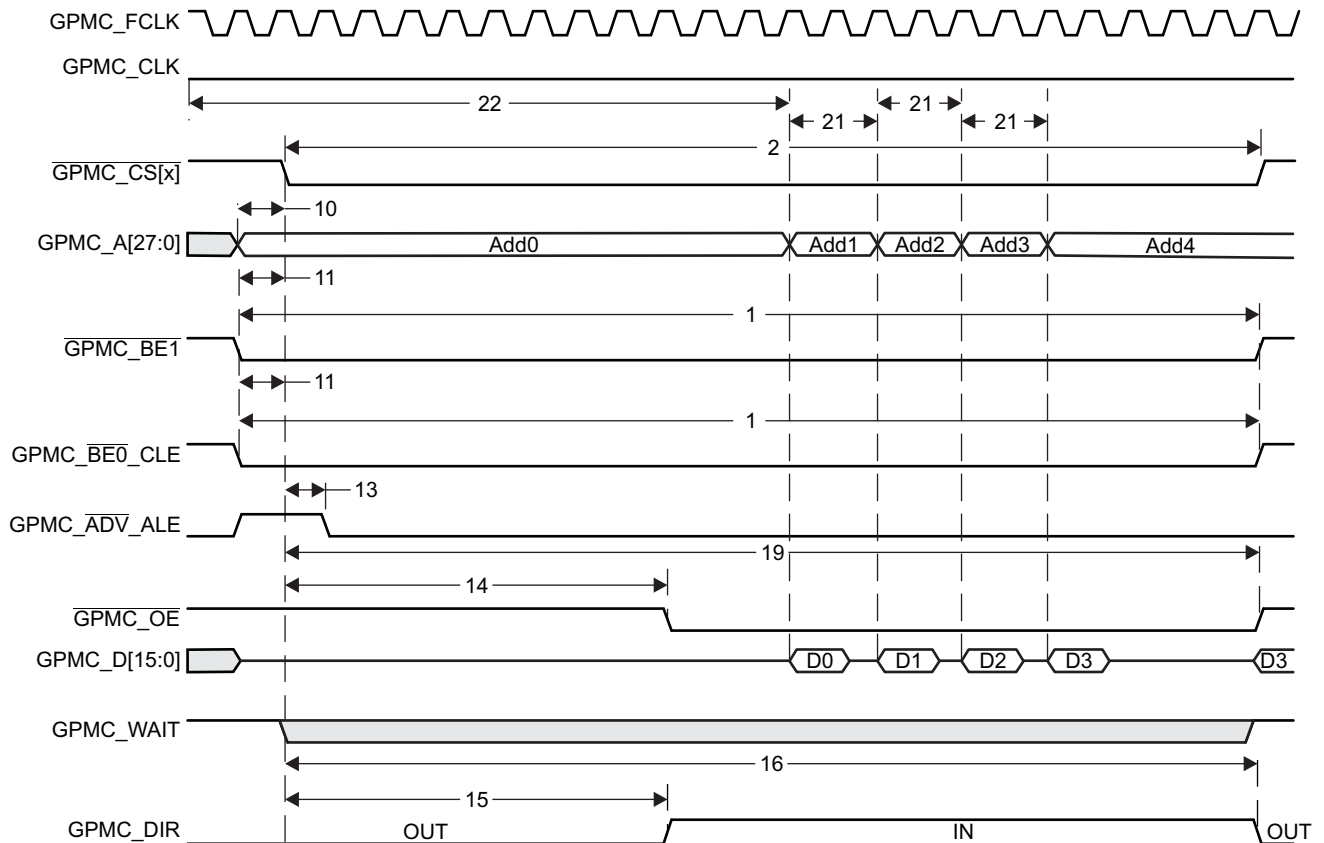 GPMC_FCLK
GPMC_CLK
22
21
21
21
2
GPMC_CS[x]
10
GPMC_A[27:0]
Add0
Add1
Add2
Add3
Add4
11
1
GPMC_BE1
11
1
GPMC_BE0_CLE
13
GPMC_ADV_ALE
19
14
GPMC_OE
GPMC_D[15:0]
D0
D1
D2
D3
D3
GPMC_WAIT
16
15
GPMC_DIR
OUT
IN
OUT